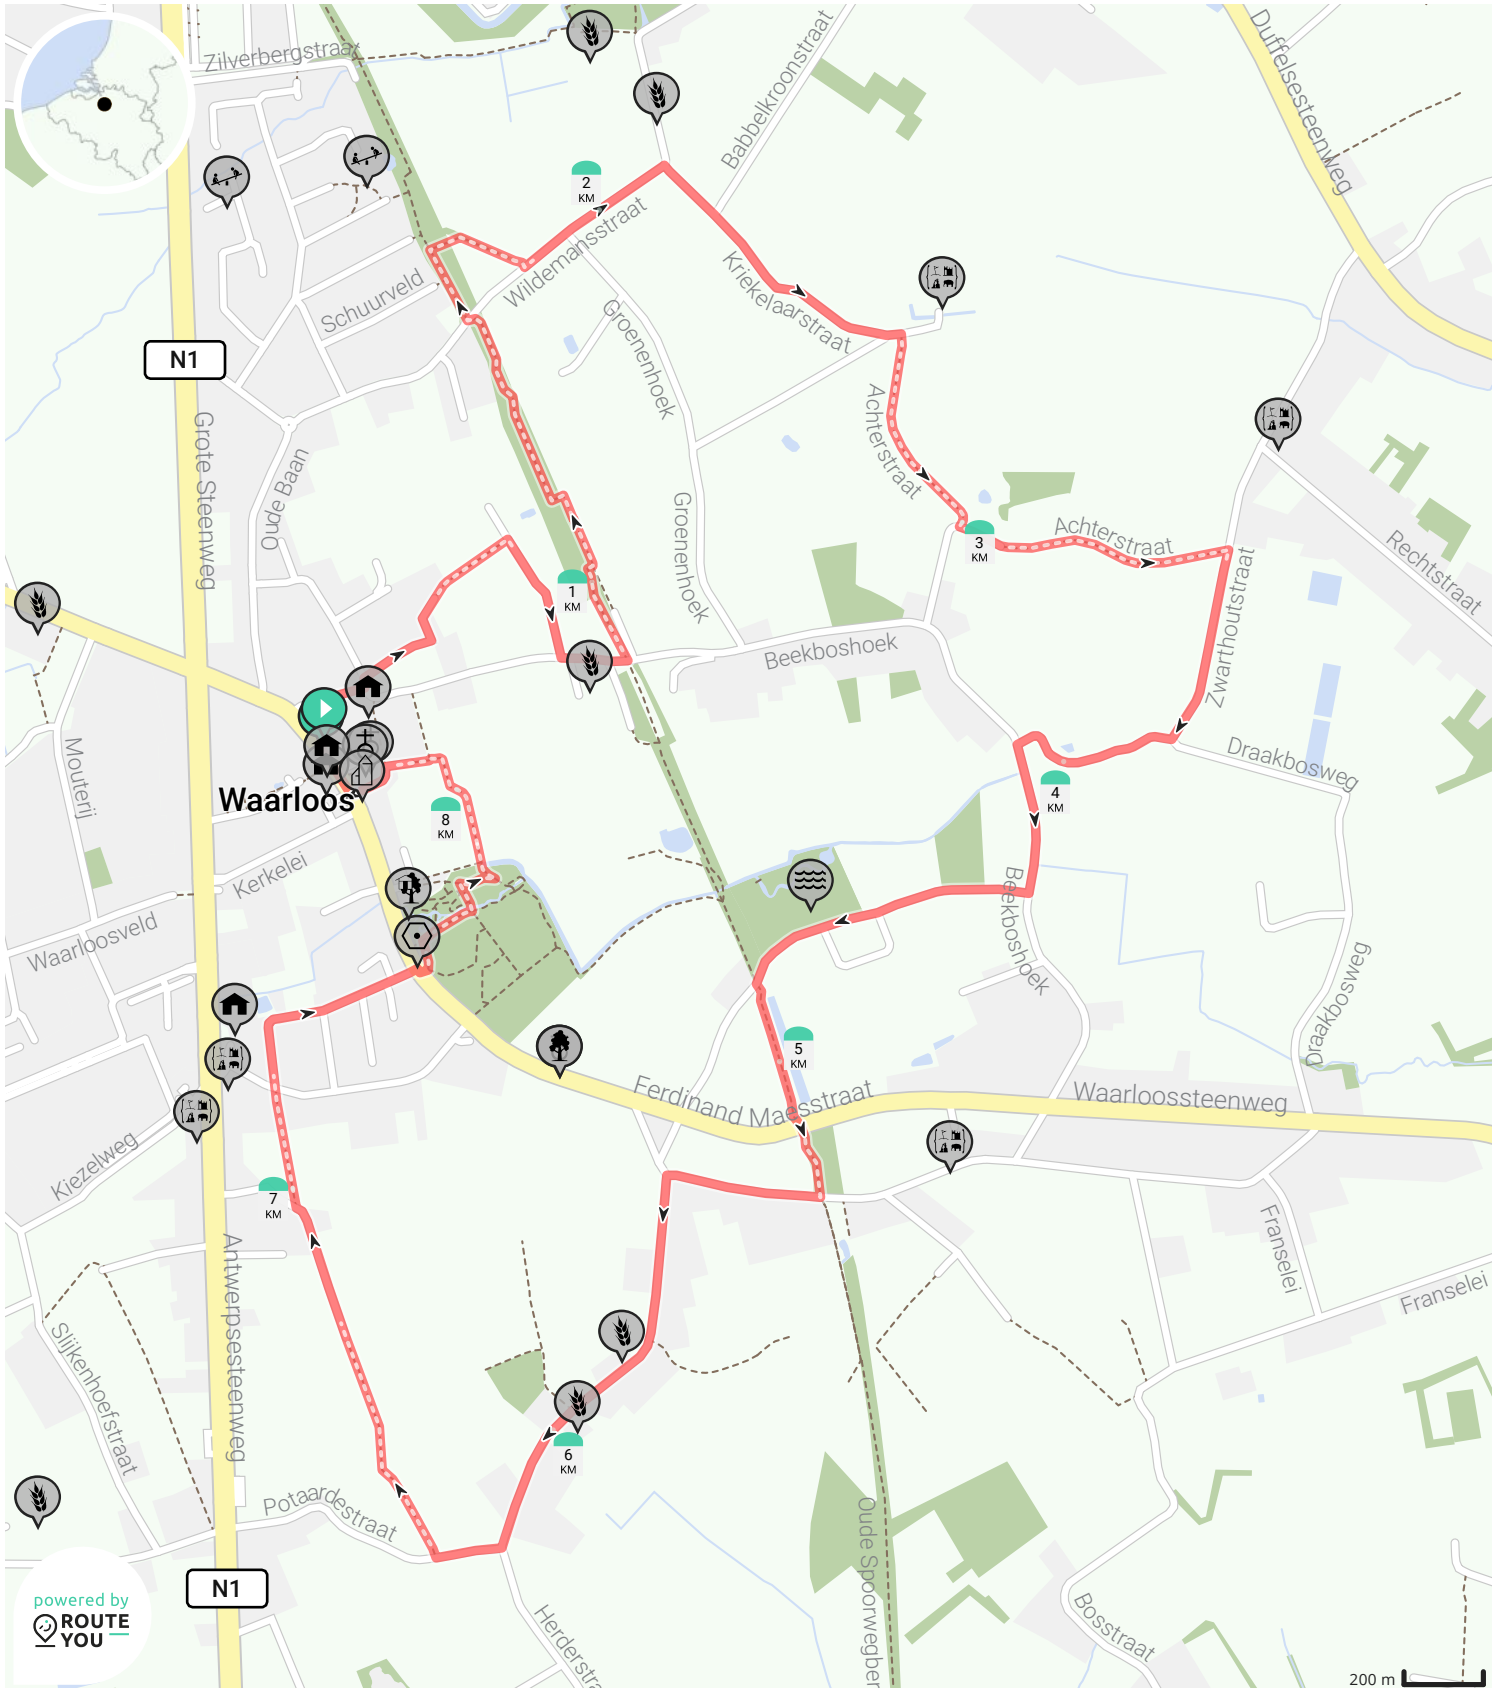 Zilverbergstraat
Babbelkroonstraat
Duffelsesteenweg
2
KM
Wildemansstraat
Schuurveld
Kriekelaarstraat
Groenenhoek
N1
Grote Steenweg
Oude Baan
Achterstraat
Groenenhoek
3
KM
Achterstraat
Rechtstraat
1
KM
Beekboshoek
Zwarthoutstraat
Draakbosweg
Mouterij
Waarloos
4
KM
8
KM
Kerkelei
Beekboshoek
Waarloosveld
Draakbosweg
5
KM
Ferdinand Maesstraat
Waarloossteenweg
Kiezelweg
7
KM
Franselei
Franselei
Antwerpsesteenweg
Slijkenhoefstraat
6
KM
Potaardestraat
Oude Spoorwegber
N1
Herderstra
Bosstraat
powered by
ROUTE
YOU
200 m